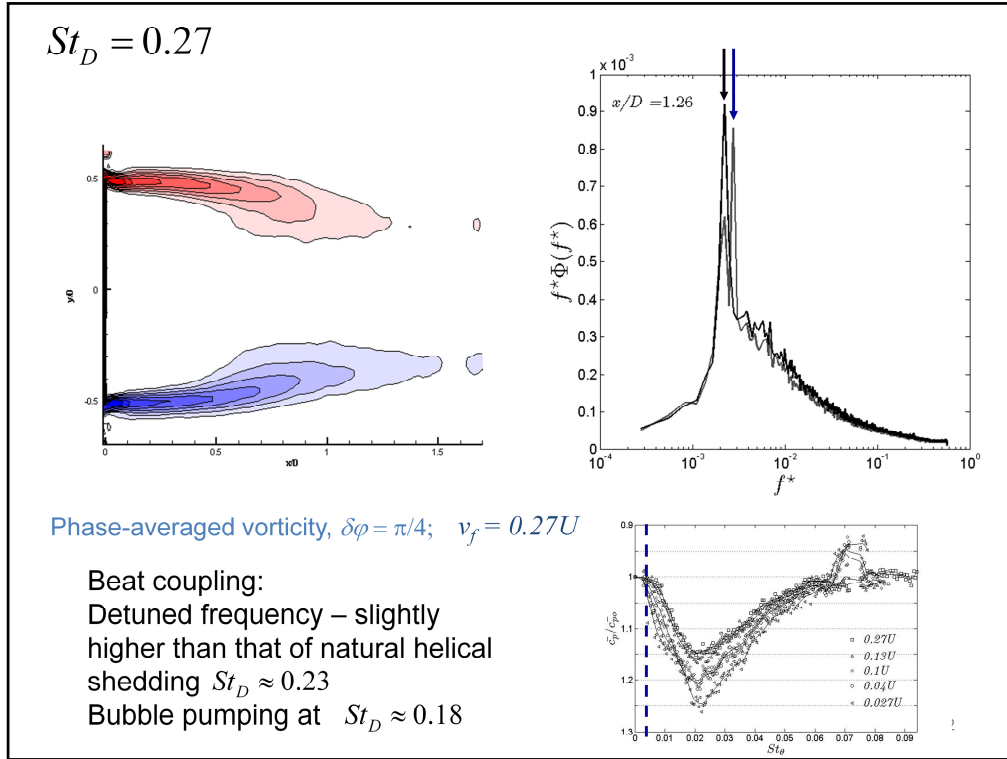 St_D = 0.27
0.5
0
-0.5
y/D
0
0.5
1
1.5
x/D
x 10^-3
1
0.9
0.8
0.7
0.6
0.5
0.4
0.3
0.2
0.1
0
x/D =1.26
f*Φ(f*)
10^-4
10^-3
10^-2
10^-1
10^0
f*
Phase-averaged vorticity, δφ = π/4; v_f = 0.27U
Beat coupling:
Detuned frequency – slightly
higher than that of natural helical
shedding St_D ≈ 0.23
Bubble pumping at St_D ≈ 0.18
0.9
1
1.1
1.2
1.3
0.27U
0.13U
0.1U
0.04U
0.027U
0
0.01
0.02
0.03
0.04
0.05
0.06
0.07
0.08
0.09
St_θ